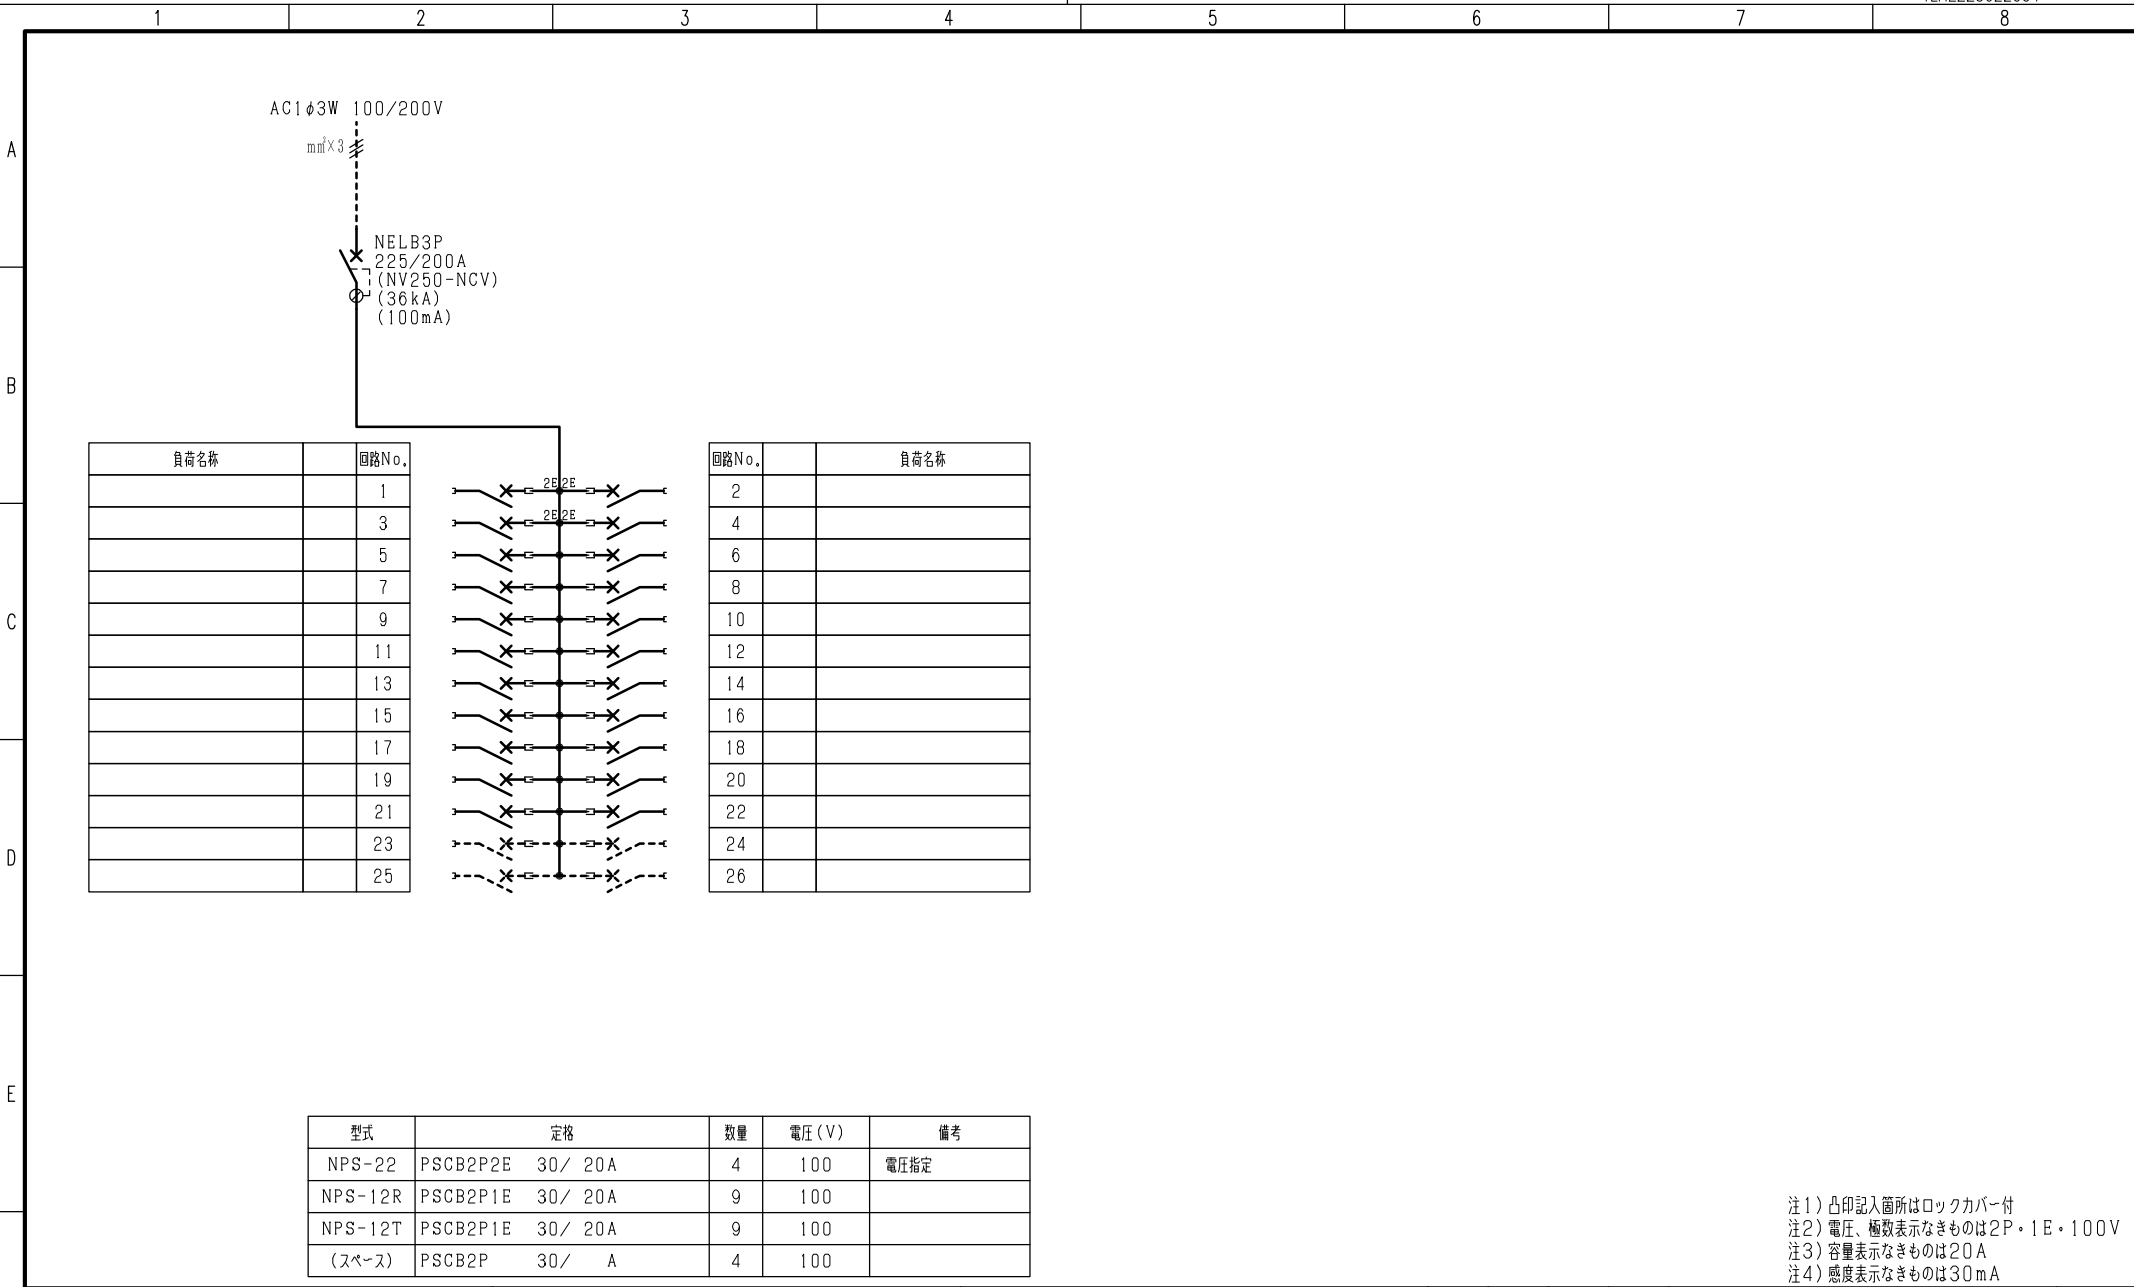 1 2 3 4 5 6 7 8
A
B
C
D
E
AC1φ3W 100/200V
mm²×3
NELB3P
225/200A
(NV250-NCV)
(36kA)
(100mA)
負荷名称 回路No. 回路No. 負荷名称
1 2E 2E 2
3 2E 2E 4
5 6
7 8
9 10
11 12
13 14
15 16
17 18
19 20
21 22
23 24
25 26
型式 定格 数量 電圧(V) 備考
NPS-22 PSCB2P2E 30/ 20A 4 100 電圧指定
NPS-12R PSCB2P1E 30/ 20A 9 100
NPS-12T PSCB2P1E 30/ 20A 9 100
(スペース) PSCB2P 30/ A 4 100
注1)凸印記入箇所はロックカバー付
注2)電圧、極数表示なきものは2P・1E・100V
注3)容量表示なきものは20A
注4)感度表示なきものは30mA